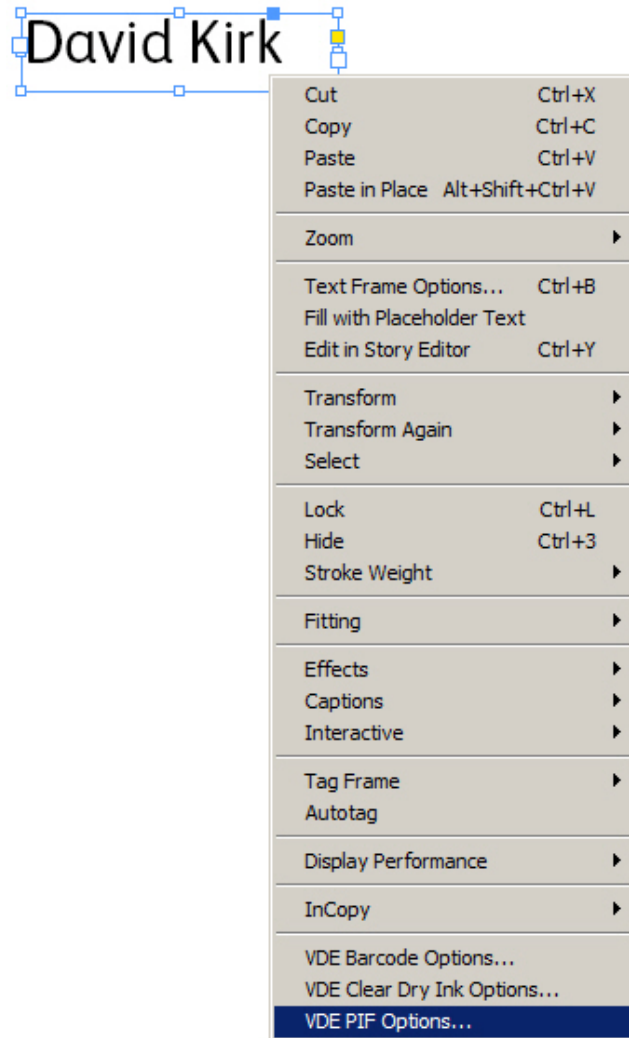 David Kirk
Cut Ctrl+X
Copy Ctrl+C
Paste Ctrl+V
Paste in Place Alt+Shift+Ctrl+V
Zoom
Text Frame Options... Ctrl+B
Fill with Placeholder Text
Edit in Story Editor Ctrl+Y
Transform
Transform Again
Select
Lock Ctrl+L
Hide Ctrl+3
Stroke Weight
Fitting
Effects
Captions
Interactive
Tag Frame
Autotag
Display Performance
InCopy
VDE Barcode Options...
VDE Clear Dry Ink Options...
VDE PIF Options...